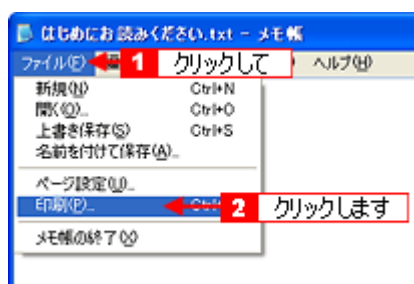 はじめにお読みください.txt - メモ帳
ファイル(F) 1 クリックして ヘルプ(H)
新規(N) Ctrl+N
開く(O)... Ctrl+O
上書き保存(S) Ctrl+S
名前を付けて保存(A)...
ページ設定(U)...
印刷(P)... 2 クリックします
メモ帳の終了(X)